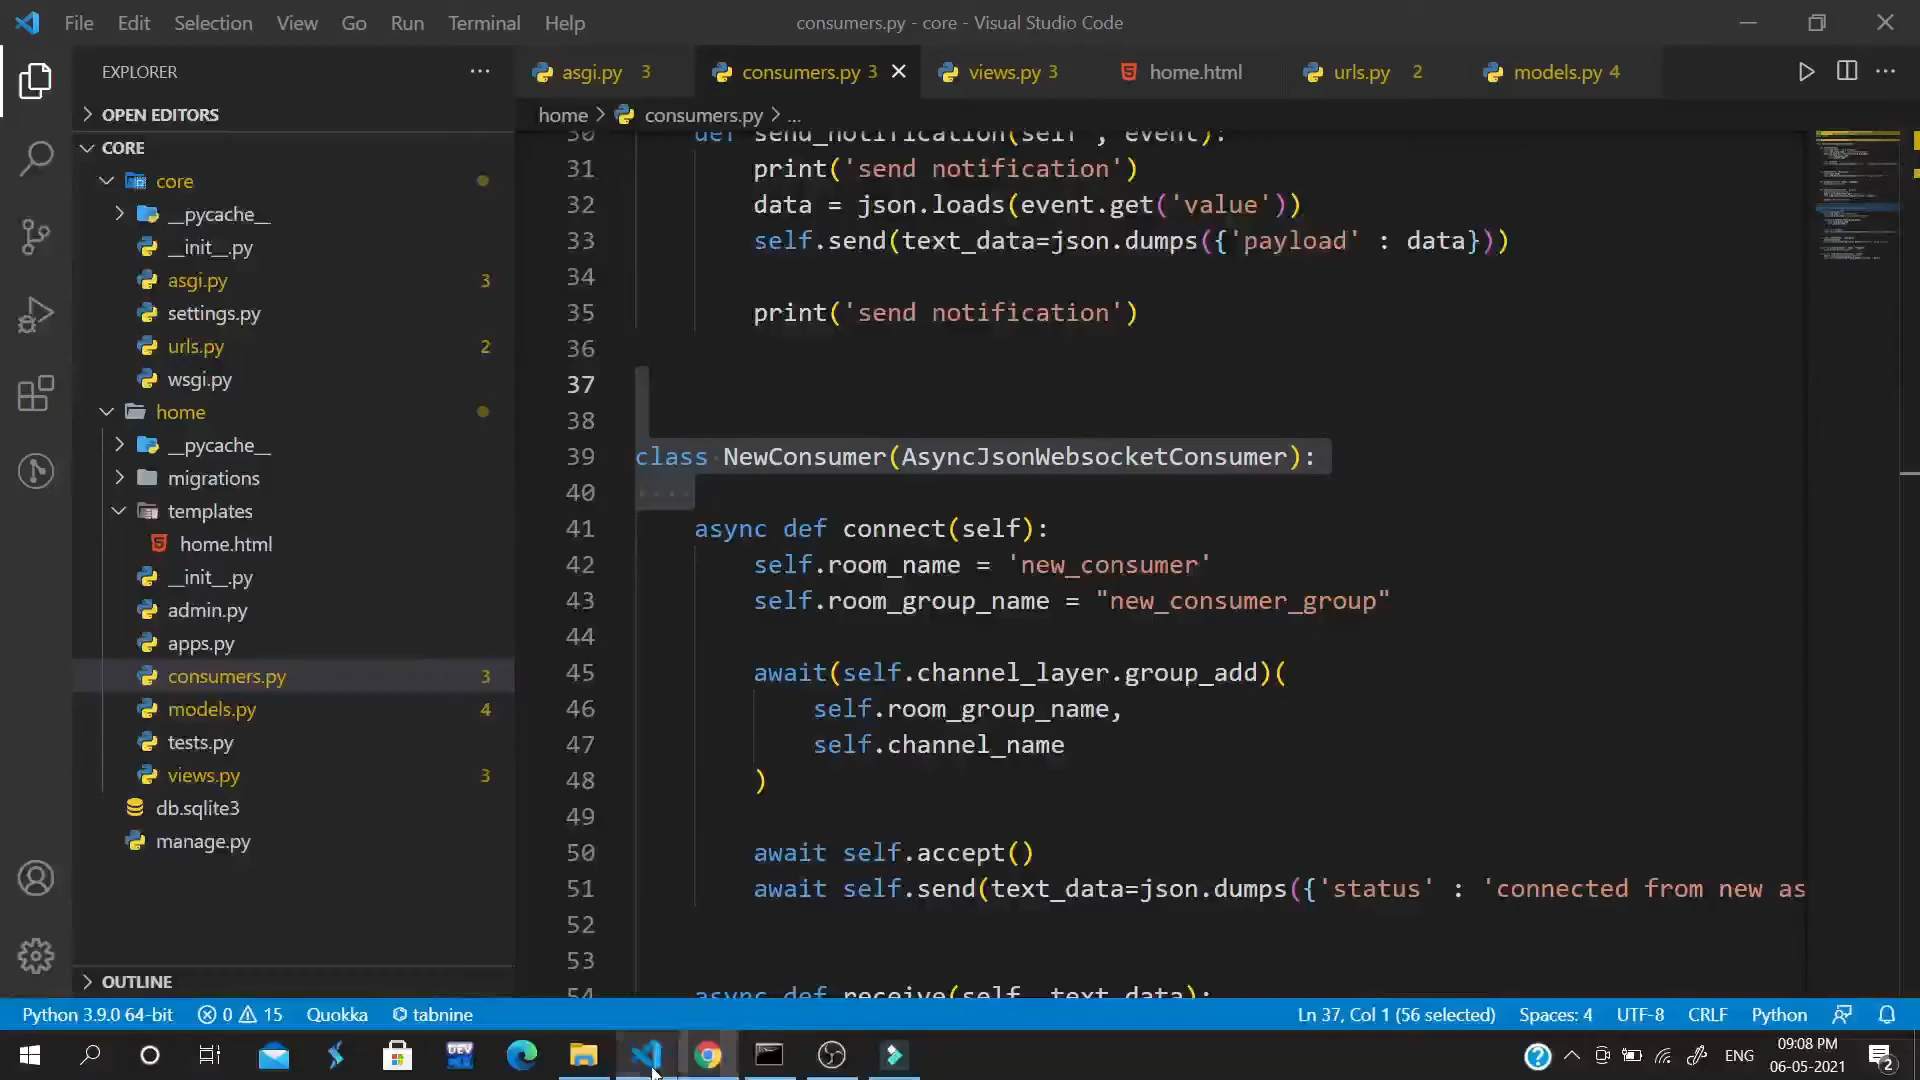 File Edit Selection View Go Run Terminal Help
consumers.py - core - Visual Studio Code
EXPLORER
OPEN EDITORS
CORE
core
__pycache__
__init__.py
asgi.py 3
settings.py
urls.py 2
wsgi.py
home
__pycache__
migrations
templates
home.html
__init__.py
admin.py
apps.py
consumers.py 3
models.py 4
tests.py
views.py 3
db.sqlite3
manage.py
OUTLINE
asgi.py 3 consumers.py 3 views.py 3 home.html urls.py 2 models.py 4
home > consumers.py > ...
30 def send_notification(self , event):
31 print('send notification')
32 data = json.loads(event.get('value'))
33 self.send(text_data=json.dumps({'payload' : data}))
34
35 print('send notification')
36
37
38
39 class NewConsumer(AsyncJsonWebsocketConsumer):
40
41 async def connect(self):
42 self.room_name = 'new_consumer'
43 self.room_group_name = "new_consumer_group"
44
45 await(self.channel_layer.group_add)(
46 self.room_group_name,
47 self.channel_name
48 )
49
50 await self.accept()
51 await self.send(text_data=json.dumps({'status' : 'connected from new as
52
53
54 async def receive(self, text_data):
Python 3.9.0 64-bit 0 15 Quokka tabnine
Ln 37, Col 1 (56 selected) Spaces: 4 UTF-8 CRLF Python
DEV
ENG
09:08 PM
06-05-2021
2